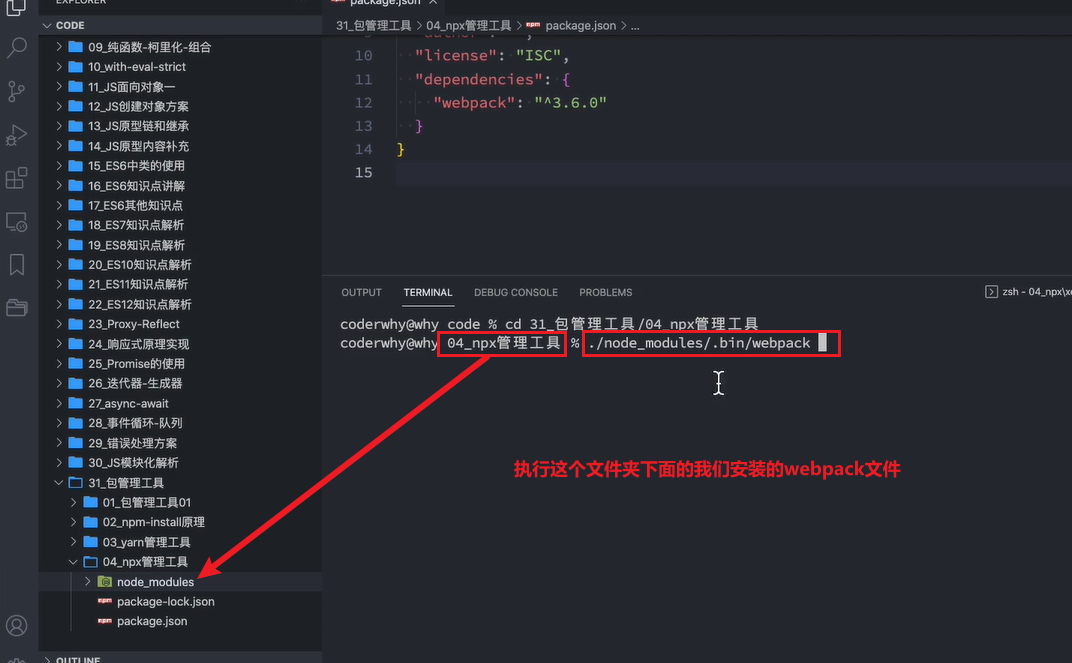 EXPLORER
CODE
09_纯函数-柯里化-组合
10_with-eval-strict
11_JS面向对象一
12_JS创建对象方案
13_JS原型链和继承
14_JS原型内容补充
15_ES6中类的使用
16_ES6知识点讲解
17_ES6其他知识点
18_ES7知识点解析
19_ES8知识点解析
20_ES10知识点解析
21_ES11知识点解析
22_ES12知识点解析
23_Proxy-Reflect
24_响应式原理实现
25_Promise的使用
26_迭代器-生成器
27_async-await
28_事件循环-队列
29_错误处理方案
30_JS模块化解析
31_包管理工具
01_包管理工具01
02_npm-install原理
03_yarn管理工具
04_npx管理工具
node_modules
package-lock.json
package.json
OUTLINE
package.json
31_包管理工具 > 04_npx管理工具 > package.json > ...
10 "license": "ISC",
11 "dependencies": {
12 "webpack": "^3.6.0"
13 }
14 }
15
OUTPUT TERMINAL DEBUG CONSOLE PROBLEMS
zsh - 04_npx\x
coderwhy@why code % cd 31_包管理工具/04_npx管理工具
coderwhy@why 04_npx管理工具 % ./node_modules/.bin/webpack
执行这个文件夹下面的我们安装的webpack文件